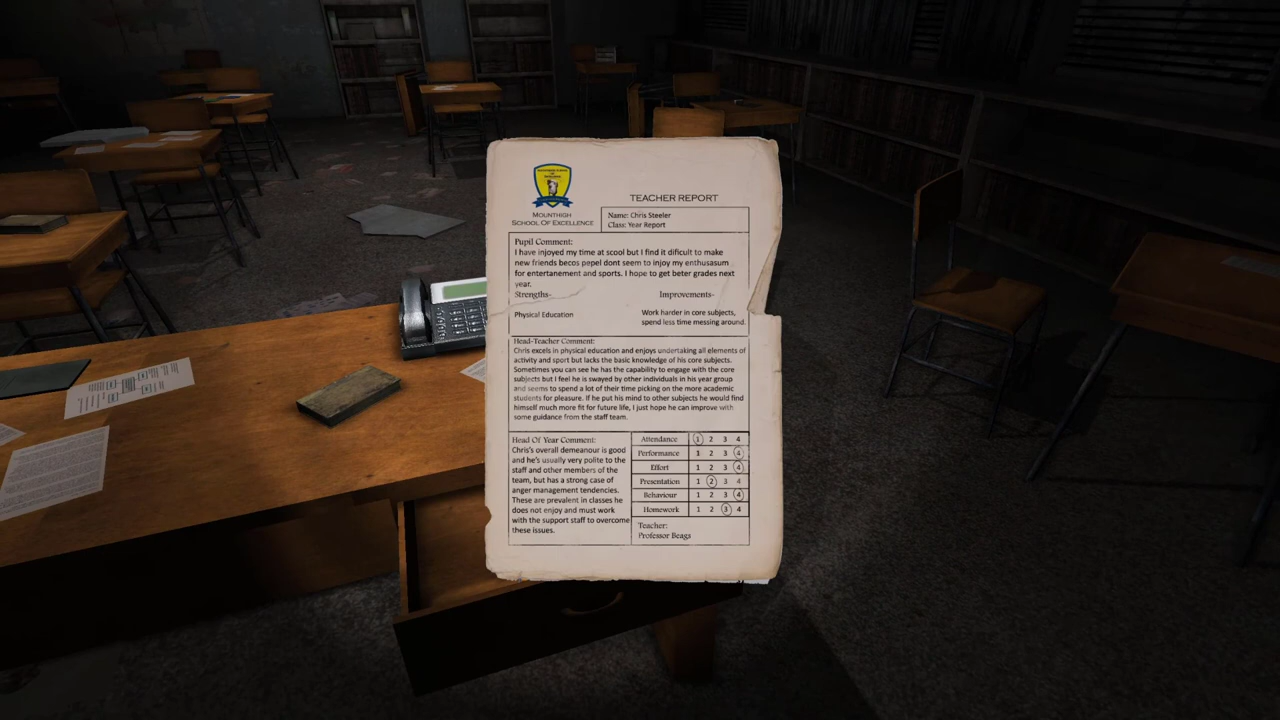 TEACHER REPORT
MOUNTHIGH
SCHOOL OF EXCELLENCE
Name: Chris Steeler
Class: Year Report
Pupil Comment:
I have injoyed my time at scool but I find it dificult to make
new friends becos pepel dont seem to injoy my enthusasum
for entertanement and sports. I hope to get beter grades next
year.
Strengths- Improvements-
Physical Education
Work harder in core subjects,
spend less time messing around.
Head-Teacher Comment:
Chris excels in physical education and enjoys undertaking all elements of
activity and sport but lacks the basic knowledge of his core subjects.
Sometimes you can see he has the capability to engage with the core
subjects but I feel he is swayed by other individuals in his year group
and seems to spend a lot of their time picking on the more academic
students for pleasure. If he put his mind to other subjects he would find
himself much more fit for future life, I just hope he can improve with
some guidance from the staff team.
Head Of Year Comment:
Chris's overall demeanour is good
and he's usually very polite to the
staff and other members of the
team, but has a strong case of
anger management tendencies.
These are prevalent in classes he
does not enjoy and must work
with the support staff to overcome
these issues.
Attendance 1 2 3 4
Performance 1 2 3 4
Effort 1 2 3 4
Presentation 1 2 3 4
Behaviour 1 2 3 4
Homework 1 2 3 4
Teacher:
Professor Beags